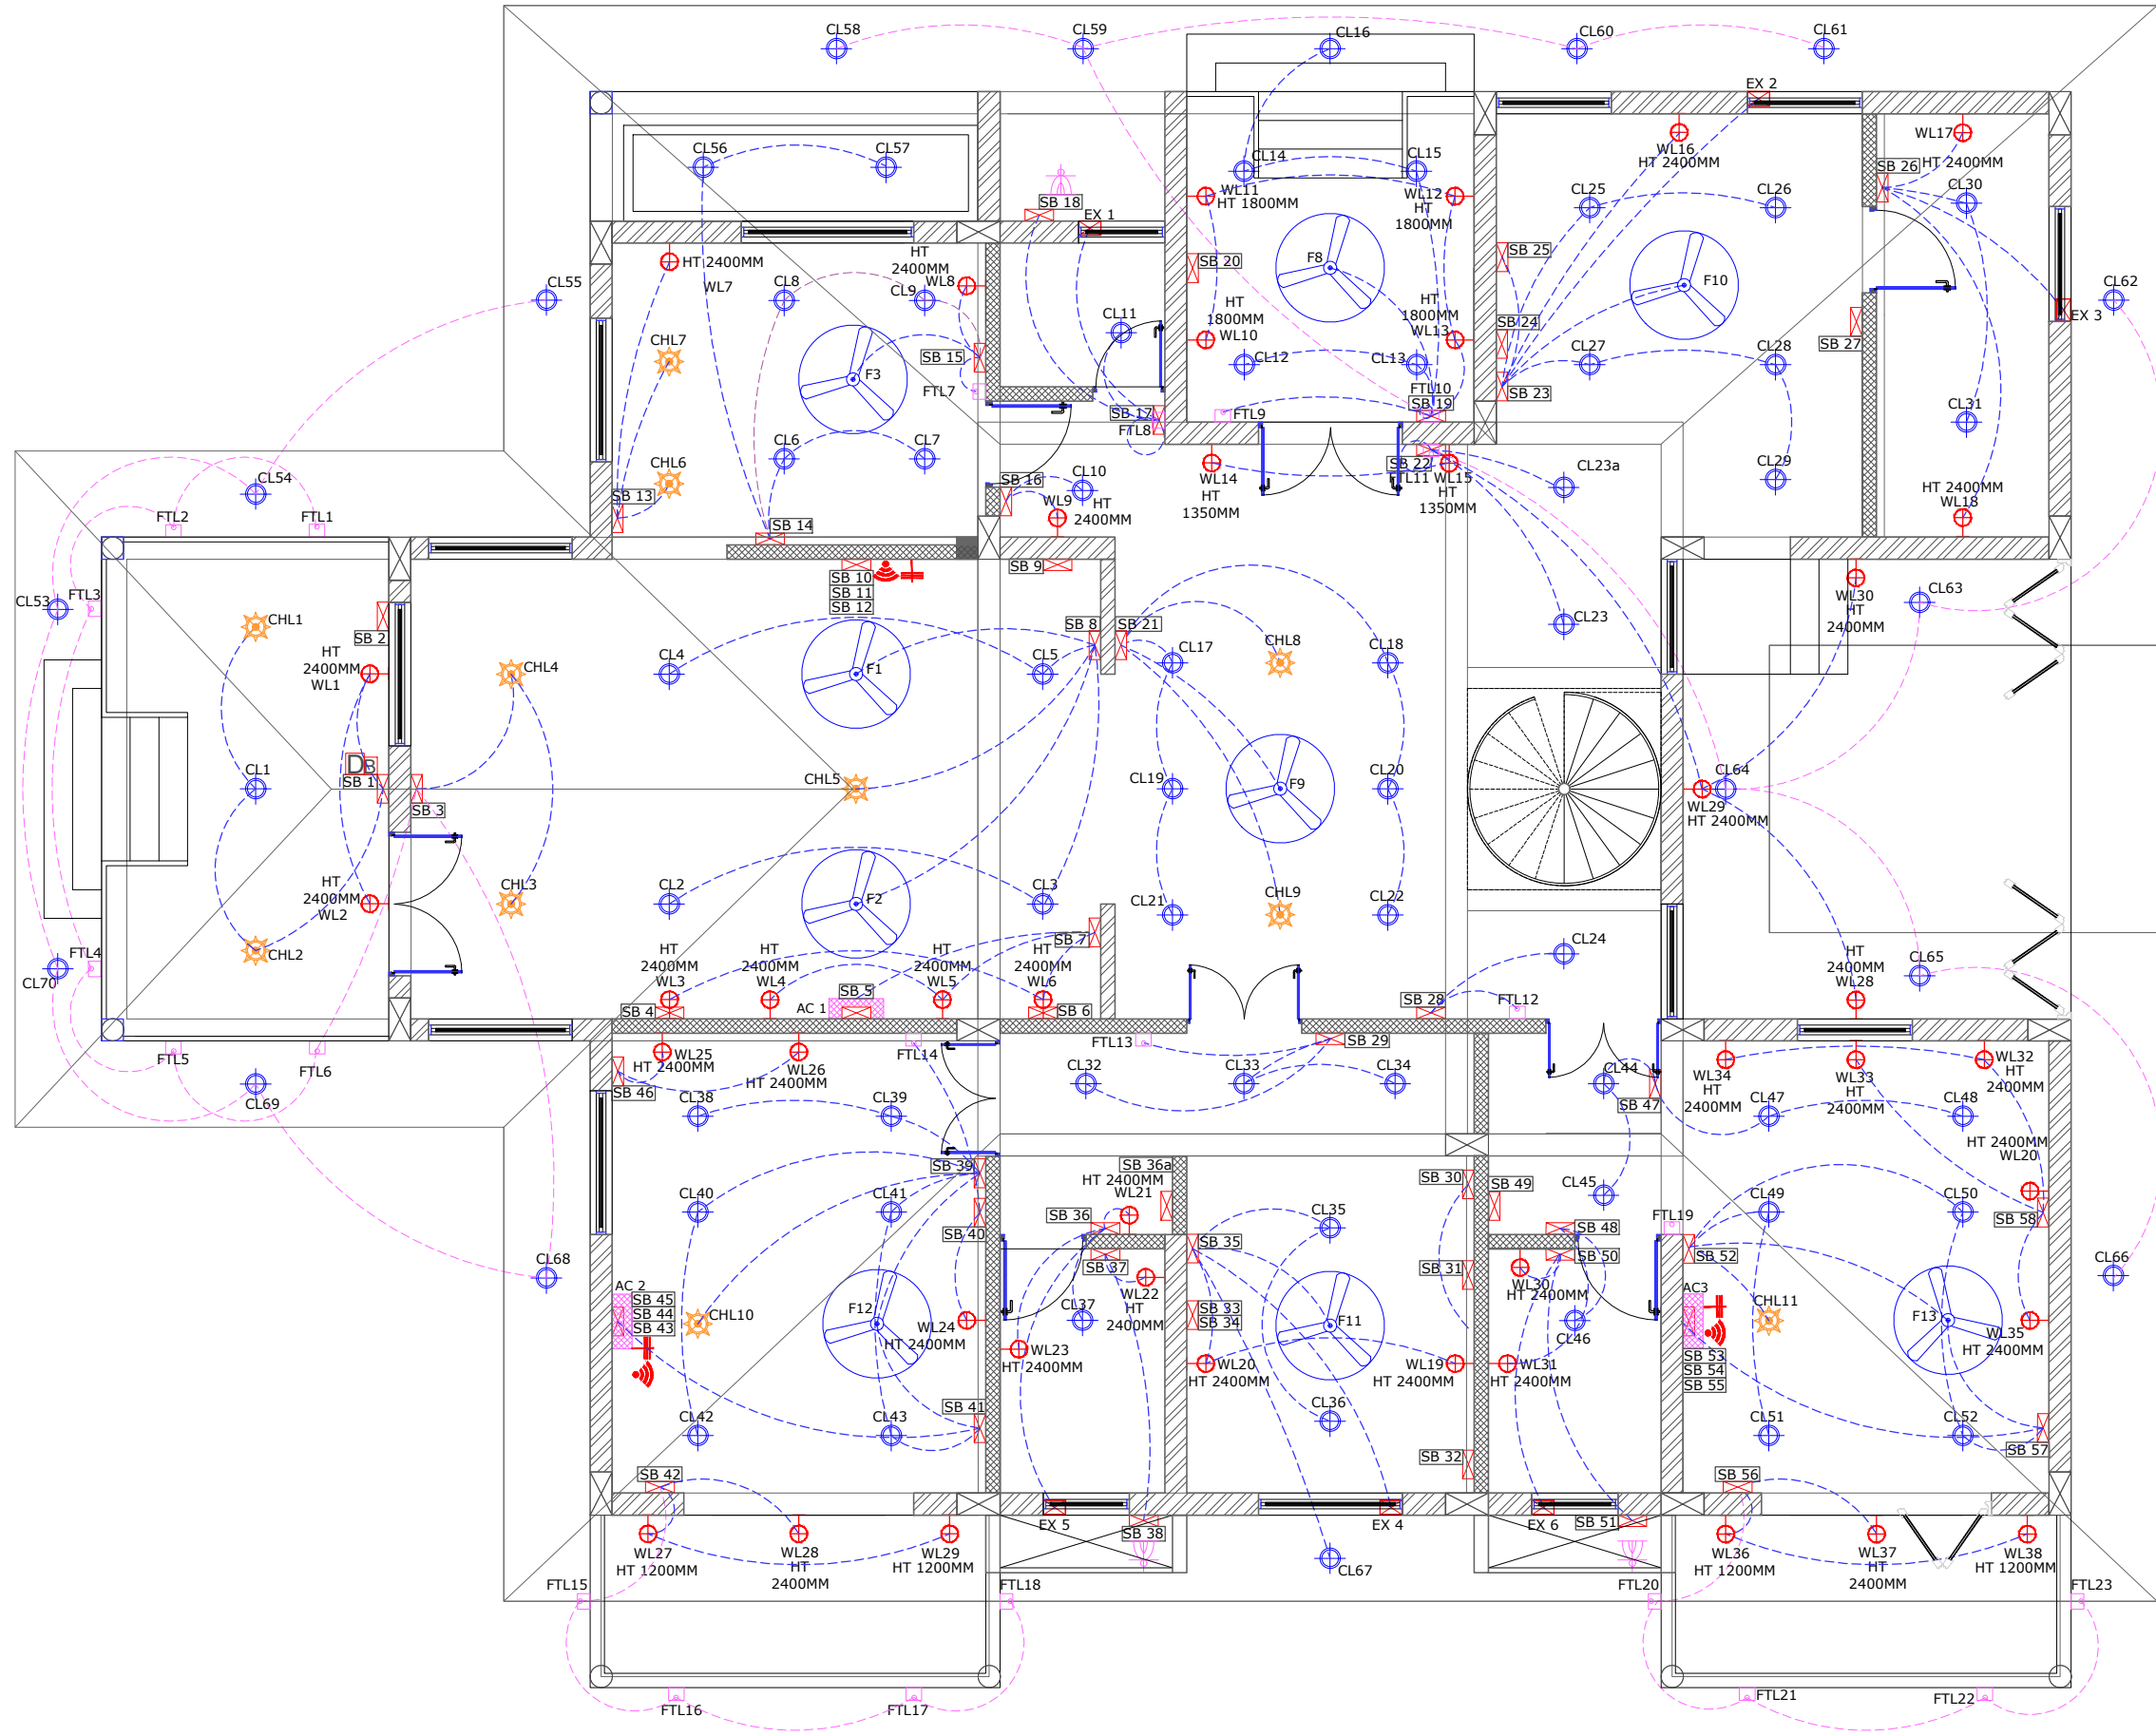 CL58
CL59
CL16
CL60
CL61
EX 2
CL56
CL57
CL14
CL15
WL16
HT 2400MM
WL17
HT 2400MM
SB 26
SB 18
EX 1
WL11
HT 1800MM
WL12
HT
1800MM
CL25
CL26
CL30
HT 2400MM
WL7
HT
2400MM
WL8
SB 20
F8
SB 25
F10
CL55
CL8
CL9
CL62
EX 3
CL11
HT
1800MM
WL10
HT
1800MM
WL13
SB 24
SB 27
CHL7
SB 15
F3
FTL7
CL12
CL13
CL27
CL28
FTL10
SB 19
SB 23
SB 17
FTL8
FTL9
CL31
CL6
CL7
CHL6
SB 13
SB 14
SB 16
CL10
WL9
HT
2400MM
WL14
HT
1350MM
SB 22
TL11
WL15
HT
1350MM
CL23a
CL29
HT 2400MM
WL18
CL54
FTL2
FTL1
CL53
FTL3
CHL1
SB 2
HT
2400MM
WL1
SB 10
SB 11
SB 12
SB 9
SB 8
SB 21
CL23
WL30
HT
2400MM
CL63
CHL4
CL4
F1
CL5
CL17
CHL8
CL18
CL1
DB
SB 1
SB 3
CHL5
CL19
F9
CL20
CL64
WL29
HT 2400MM
HT
2400MM
WL2
CHL3
CL2
F2
CL3
CL21
CHL9
CL22
CHL2
FTL4
CL70
SB 7
CL24
CL65
HT
2400MM
WL3
HT
2400MM
WL4
HT
2400MM
WL5
HT
2400MM
WL6
HT
2400MM
WL28
SB 4
AC 1
SB 5
SB 6
SB 28
FTL12
FTL5
FTL6
CL69
WL25
HT 2400MM
WL26
HT 2400MM
FTL14
FTL13
SB 29
SB 46
CL32
CL33
CL34
CL44
SB 47
WL34
HT
2400MM
WL33
HT
2400MM
WL32
HT
2400MM
CL38
CL39
CL47
CL48
HT 2400MM
WL20
SB 39
SB 36a
HT 2400MM
WL21
SB 30
SB 49
CL45
CL40
CL41
SB 40
SB 36
CL35
SB 48
FTL19
CL49
CL50
SB 58
CL68
SB 37
SB 35
SB 31
SB 50
SB 52
CL66
AC 2
SB 45
SB 44
SB 43
CHL10
F12
WL24
HT 2400MM
CL37
WL22
HT
2400MM
SB 33
SB 34
F11
WL30
HT 2400MM
CL46
AC3
CHL11
F13
WL35
HT 2400MM
WL23
HT 2400MM
WL20
HT 2400MM
WL19
HT 2400MM
WL31
HT 2400MM
SB 53
SB 54
SB 55
CL42
CL43
SB 41
CL36
SB 32
CL51
CL52
SB 57
SB 42
SB 56
EX 5
SB 38
EX 4
EX 6
SB 51
WL27
HT 1200MM
WL28
HT
2400MM
WL29
HT 1200MM
CL67
WL36
HT 1200MM
WL37
HT
2400MM
WL38
HT 1200MM
FTL15
FTL18
FTL20
FTL23
FTL16
FTL17
FTL21
FTL22